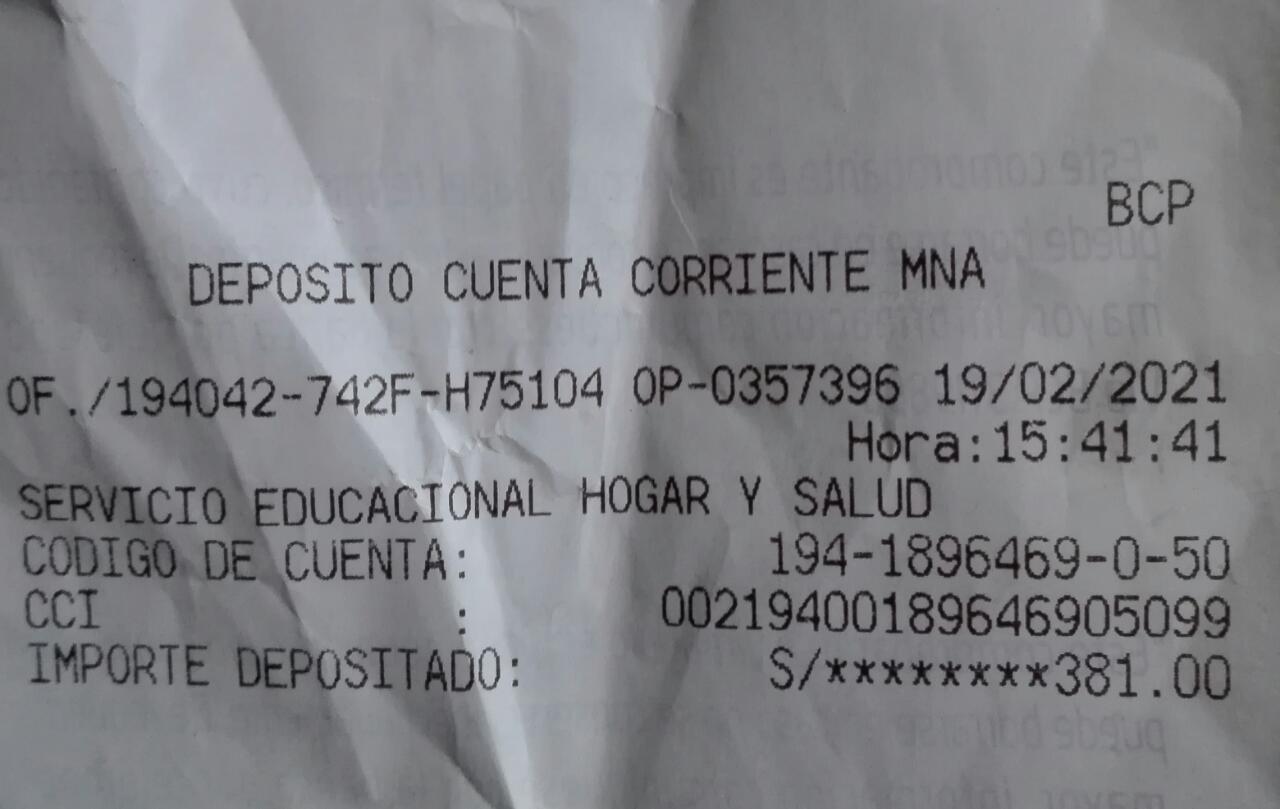 BCP
DEPOSITO CUENTA CORRIENTE MNA
OF./194042-742F-H75104 OP-0357396 19/02/2021
Hora:15:41:41
SERVICIO EDUCACIONAL HOGAR Y SALUD
CODIGO DE CUENTA: 194-1896469-0-50
CCI : 00219400189646905099
IMPORTE DEPOSITADO: S/********381.00